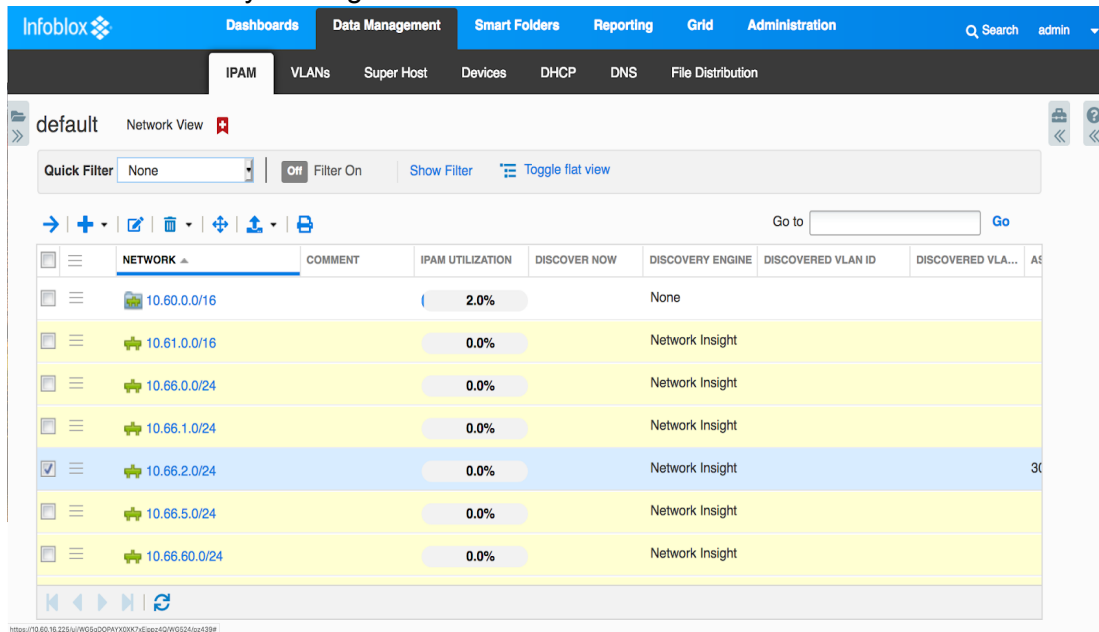 Infoblox Dashboards Data Management Smart Folders Reporting Grid Administration Search admin
IPAM VLANs Super Host Devices DHCP DNS File Distribution
default Network View
Quick Filter None Off Filter On Show Filter Toggle flat view
Go to Go
NETWORK COMMENT IPAM UTILIZATION DISCOVER NOW DISCOVERY ENGINE DISCOVERED VLAN ID DISCOVERED VLA... AS
10.60.0.0/16 2.0% None
10.61.0.0/16 0.0% Network Insight
10.66.0.0/24 0.0% Network Insight
10.66.1.0/24 0.0% Network Insight
10.66.2.0/24 0.0% Network Insight 30
10.66.5.0/24 0.0% Network Insight
10.66.60.0/24 0.0% Network Insight